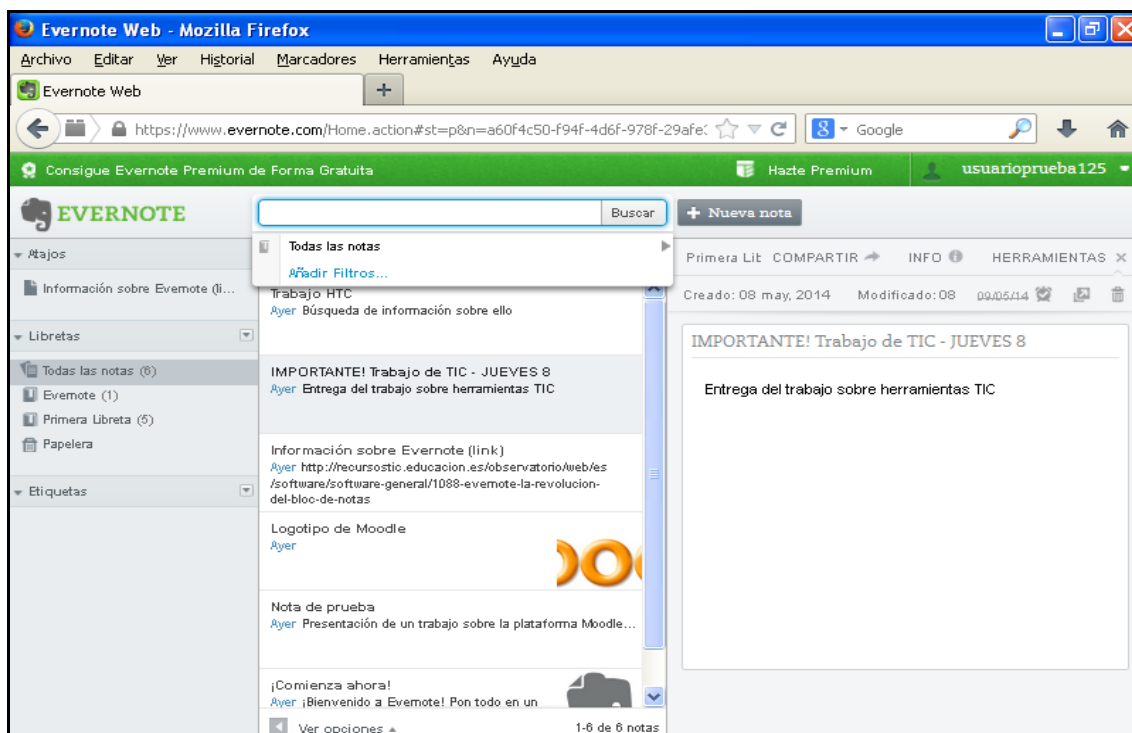 Evernote Web - Mozilla Firefox
Archivo Editar Ver Historial Marcadores Herramientas Ayuda
Evernote Web
https://www.evernote.com/Home.action#st=p&n=a60f4c50-f94f-4d6f-978f-29afe
Google
Consigue Evernote Premium de Forma Gratuita
Hazte Premium
usuarioprueba125
EVERNOTE
Buscar
Nueva nota
Todas las notas
Añadir Filtros...
Atajos
Información sobre Evernote (li...
Libretas
Todas las notas (6)
Evernote (1)
Primera Libreta (5)
Papelera
Etiquetas
Trabajo HTC
Ayer Búsqueda de información sobre ello
IMPORTANTE! Trabajo de TIC - JUEVES 8
Ayer Entrega del trabajo sobre herramientas TIC
Información sobre Evernote (link)
Ayer http://recursostic.educacion.es/observatorio/web/es
/software/software-general/1088-evernote-la-revolucion-
del-bloc-de-notas
Logotipo de Moodle
Ayer
Nota de prueba
Ayer Presentación de un trabajo sobre la plataforma Moodle...
¡Comienza ahora!
Ayer ¡Bienvenido a Evernote! Pon todo en un
Ver opciones
1-6 de 6 notas
Primera Lib COMPARTIR INFO HERRAMIENTAS
Creado: 08 may, 2014 Modificado: 08 09/05/14
IMPORTANTE! Trabajo de TIC - JUEVES 8
Entrega del trabajo sobre herramientas TIC